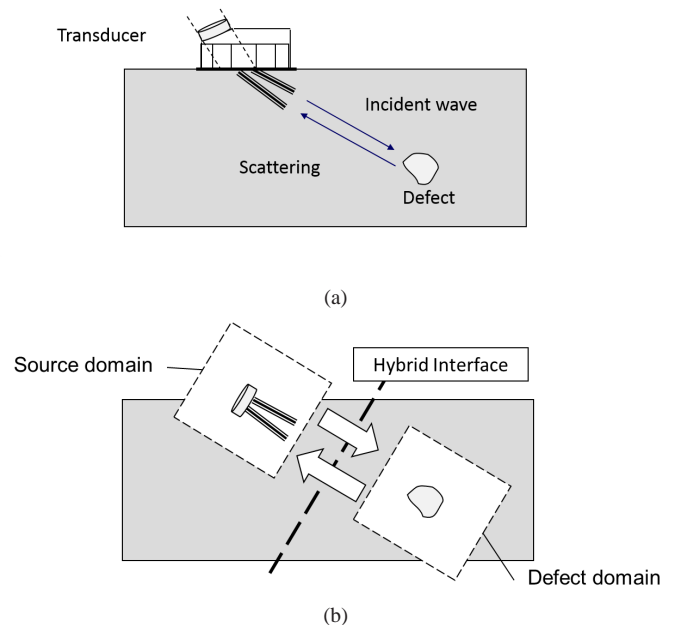 Transducer
Incident wave
Scattering
Defect
(a)
Source domain
Hybrid Interface
Defect domain
(b)